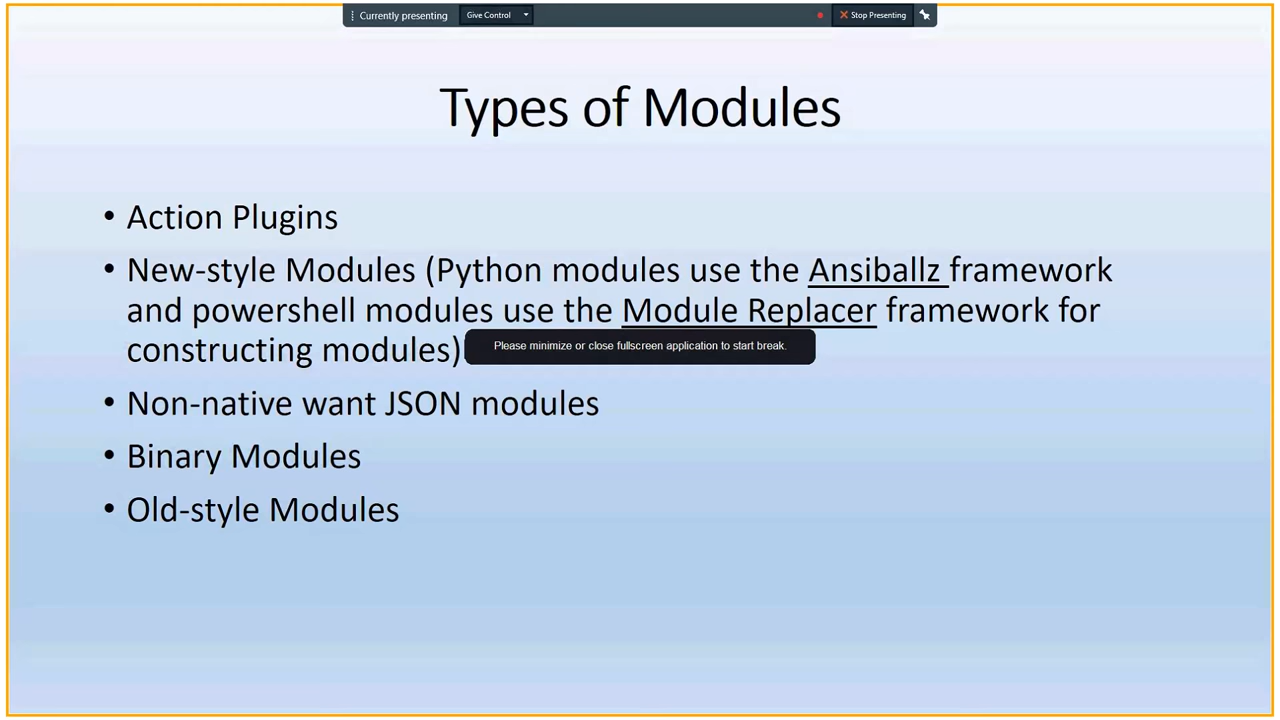 Currently presenting Give Control Stop Presenting
Types of Modules
• Action Plugins
• New-style Modules (Python modules use the Ansiballz framework
and powershell modules use the Module Replacer framework for
constructing modules)
Please minimize or close fullscreen application to start break.
• Non-native want JSON modules
• Binary Modules
• Old-style Modules